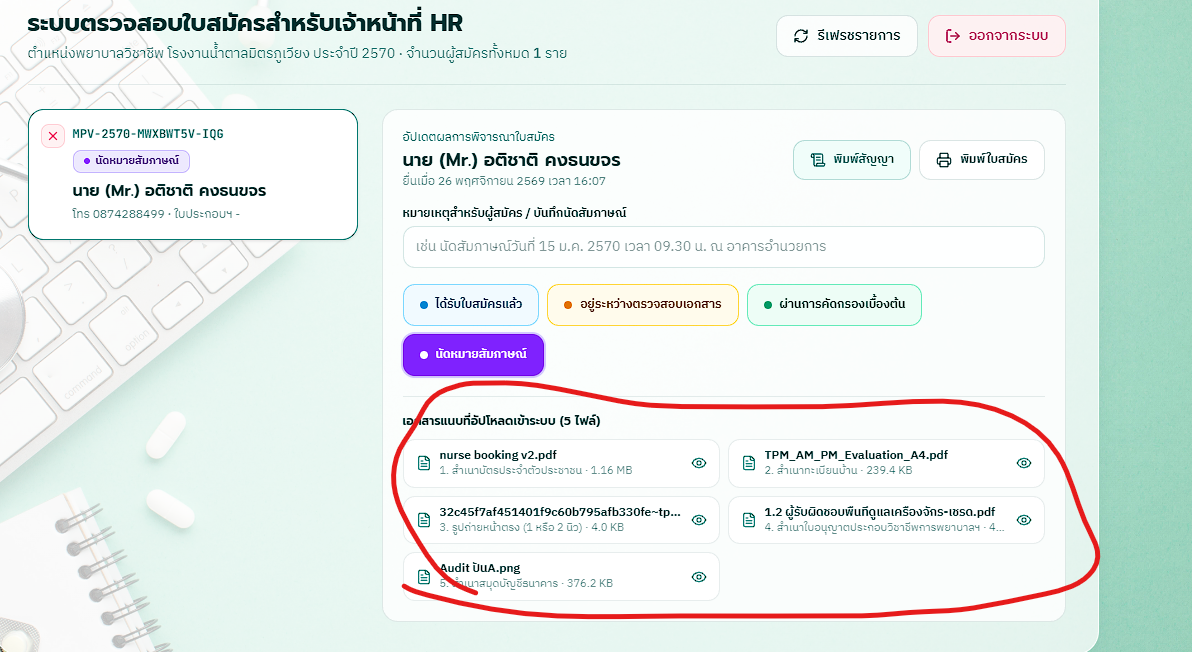 ระบบตรวจสอบใบสมัครสำหรับเจ้าหน้าที่ HR
ตำแหน่งพยาบาลวิชาชีพ โรงงานน้ำตาลมิตรภูเวียง ประจำปี 2570 · จำนวนผู้สมัครทั้งหมด 1 ราย
รีเฟรชรายการ
ออกจากระบบ
MPV-2570-MWXBWT5V-IQG
นัดหมายสัมภาษณ์
นาย (Mr.) อติชาติ คงธนขจร
โทร 0874288499 · ใบประกอบฯ -
อัปเดตผลการพิจารณาใบสมัคร
นาย (Mr.) อติชาติ คงธนขจร
ยื่นเมื่อ 26 พฤศจิกายน 2569 เวลา 16:07
พิมพ์สัญญา
พิมพ์ใบสมัคร
หมายเหตุสำหรับผู้สมัคร / บันทึกนัดสัมภาษณ์
เช่น นัดสัมภาษณ์วันที่ 15 ม.ค. 2570 เวลา 09.30 น. ณ อาคารอำนวยการ
ได้รับใบสมัครแล้ว
อยู่ระหว่างตรวจสอบเอกสาร
ผ่านการคัดกรองเบื้องต้น
นัดหมายสัมภาษณ์
เอกสารแนบที่อัปโหลดเข้าระบบ (5 ไฟล์)
nurse booking v2.pdf
1. สำเนาบัตรประจำตัวประชาชน · 1.16 MB
TPM_AM_PM_Evaluation_A4.pdf
2. สำเนาทะเบียนบ้าน · 239.4 KB
32c45f7af451401f9c60b795afb330fe~tp...
3. รูปถ่ายหน้าตรง (1 หรือ 2 นิ้ว) · 4.0 KB
1.2 ผู้รับผิดชอบพื้นที่ดูแลเครื่องจักร-เซรด.pdf
4. สำเนาใบอนุญาตประกอบวิชาชีพการพยาบาลฯ · 4...
Audit ปั่นA.png
5. สำเนาสมุดบัญชีธนาคาร · 376.2 KB
option
command